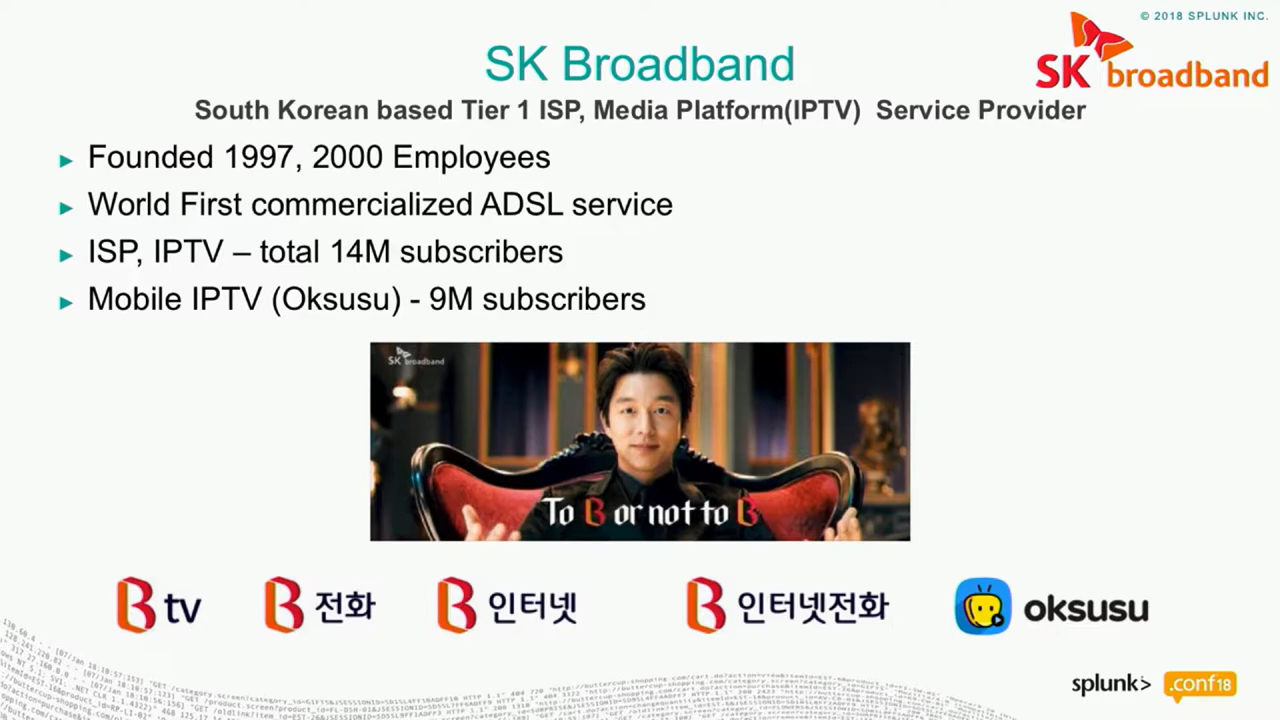 © 2018 SPLUNK INC.
SK broadband
SK Broadband
South Korean based Tier 1 ISP, Media Platform(IPTV) Service Provider
Founded 1997, 2000 Employees
World First commercialized ADSL service
ISP, IPTV – total 14M subscribers
Mobile IPTV (Oksusu) - 9M subscribers
SK broadband
To B or not to B
B tv
B 전화
B 인터넷
B 인터넷전화
oksusu
splunk> .conf18